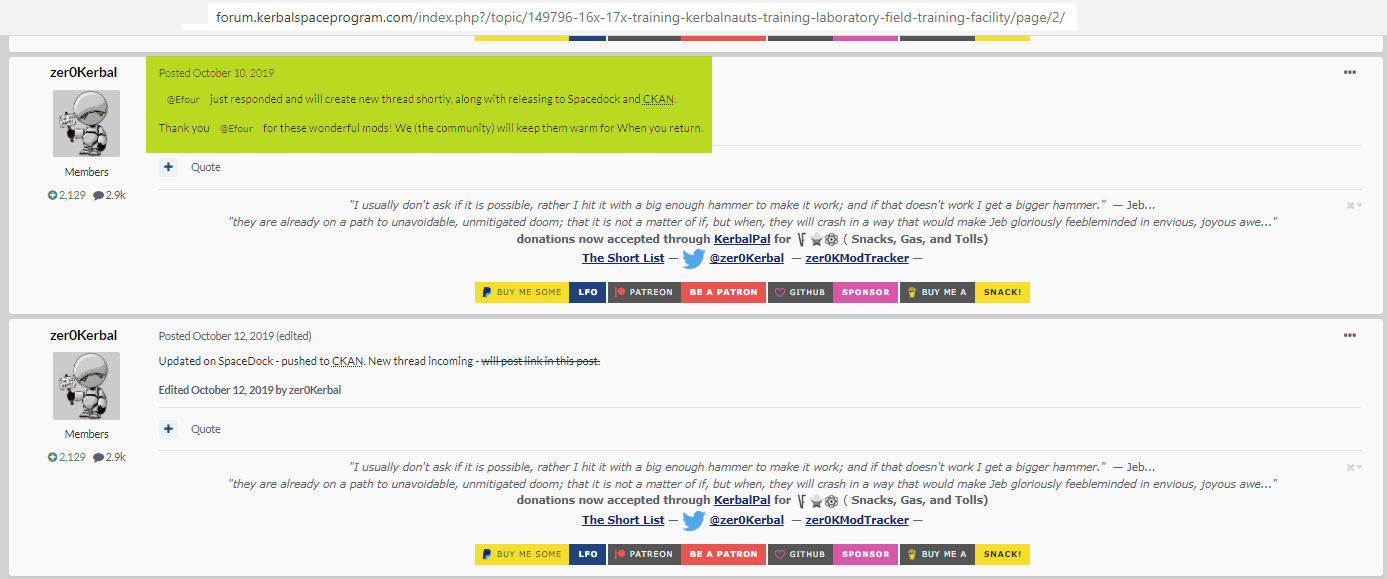 forum.kerbalspaceprogram.com/index.php?/topic/149796-16x-17x-training-kerbalnauts-training-laboratory-field-training-facility/page/2/
zer0Kerbal
Members
2,129 2.9k
Posted October 10, 2019
@Efour just responded and will create new thread shortly, along with releasing to Spacedock and CKAN.
Thank you @Efour for these wonderful mods! We (the community) will keep them warm for When you return.
+ Quote
"I usually don't ask if it is possible, rather I hit it with a big enough hammer to make it work; and if that doesn't work I get a bigger hammer." — Jeb...
"they are already on a path to unavoidable, unmitigated doom; that it is not a matter of if, but when, they will crash in a way that would make Jeb gloriously feebleminded in envious, joyous awe..."
donations now accepted through KerbalPal for ( Snacks, Gas, and Tolls)
The Short List — @zer0Kerbal — zer0KModTracker —
BUY ME SOME LFO PATREON BE A PATRON GITHUB SPONSOR BUY ME A SNACK!
zer0Kerbal
Members
2,129 2.9k
Posted October 12, 2019 (edited)
Updated on SpaceDock - pushed to CKAN. New thread incoming - will post link in this post.
Edited October 12, 2019 by zer0Kerbal
+ Quote
"I usually don't ask if it is possible, rather I hit it with a big enough hammer to make it work; and if that doesn't work I get a bigger hammer." — Jeb...
"they are already on a path to unavoidable, unmitigated doom; that it is not a matter of if, but when, they will crash in a way that would make Jeb gloriously feebleminded in envious, joyous awe..."
donations now accepted through KerbalPal for ( Snacks, Gas, and Tolls)
The Short List — @zer0Kerbal — zer0KModTracker —
BUY ME SOME LFO PATREON BE A PATRON GITHUB SPONSOR BUY ME A SNACK!